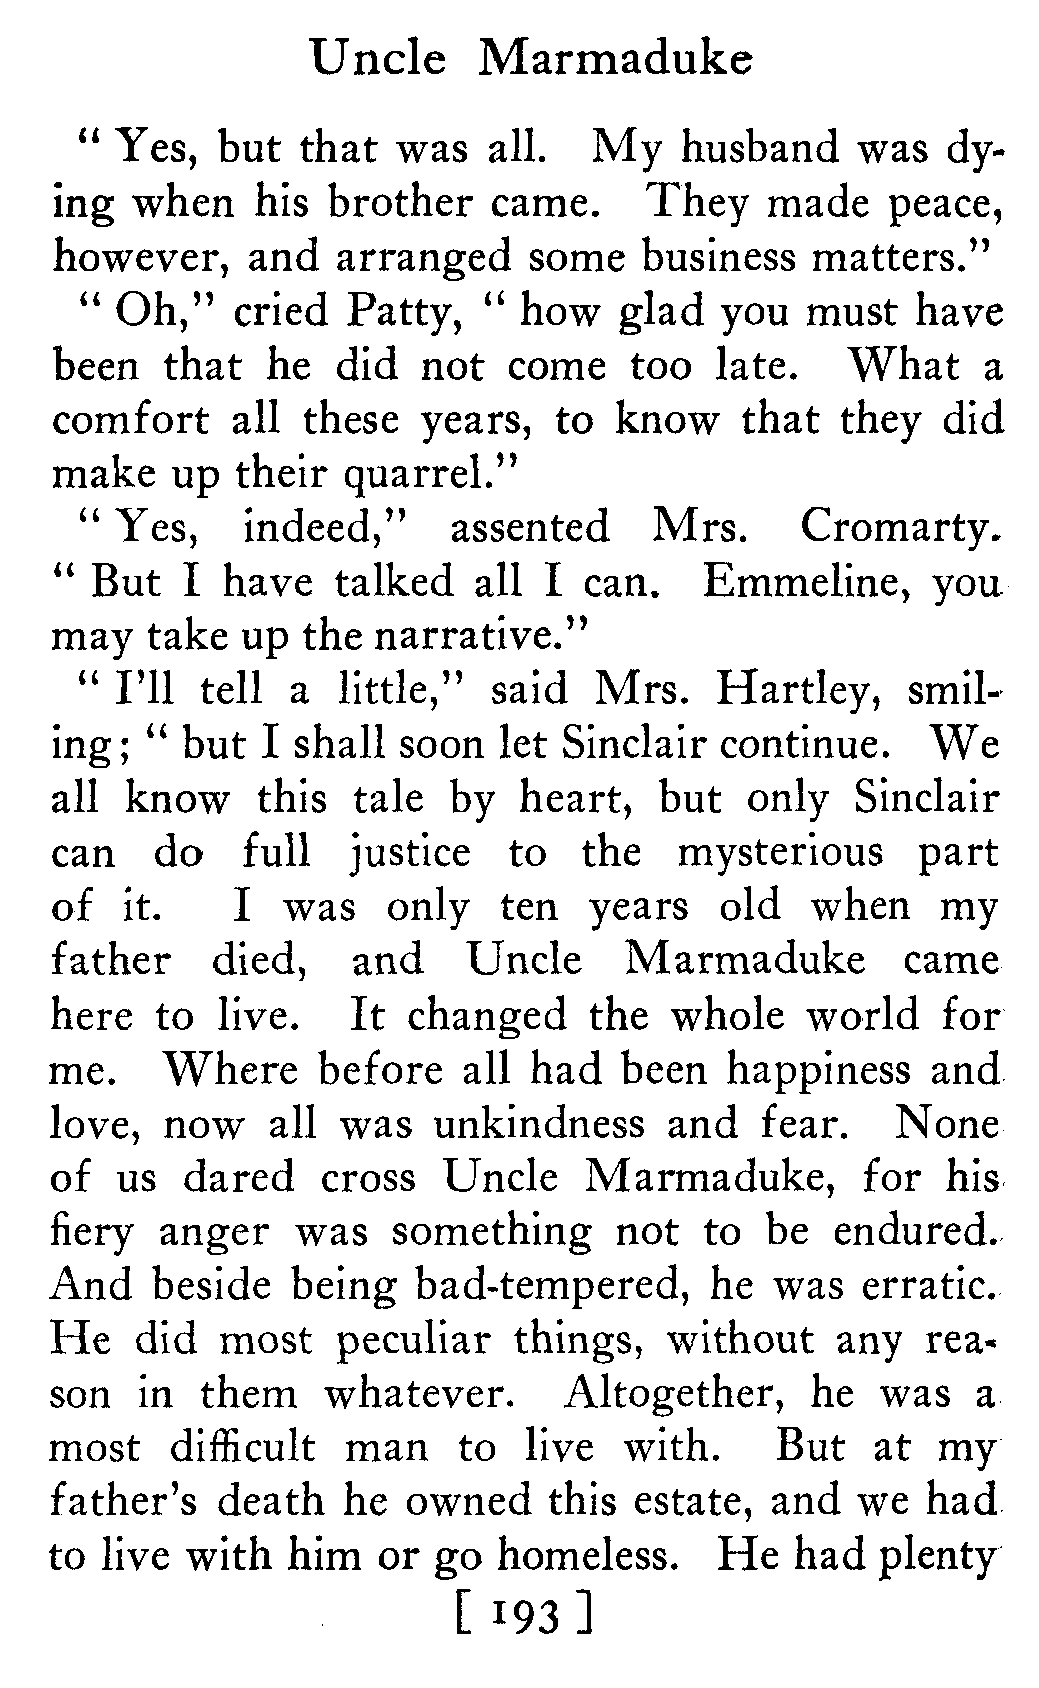 Uncle Marmaduke
“ Yes, but that was all. My husband was dy-
ing when his brother came. They made peace,
however, and arranged some business matters.”
“ Oh,” cried Patty, “ how glad you must have
been that he did not come too late. What a
comfort all these years, to know that they did
make up their quarrel.”
“ Yes, indeed,” assented Mrs. Cromarty.
“ But I have talked all I can. Emmeline, you
may take up the narrative.”
“ I’ll tell a little,” said Mrs. Hartley, smil-
ing; “ but I shall soon let Sinclair continue. We
all know this tale by heart, but only Sinclair
can do full justice to the mysterious part
of it. I was only ten years old when my
father died, and Uncle Marmaduke came
here to live. It changed the whole world for
me. Where before all had been happiness and
love, now all was unkindness and fear. None
of us dared cross Uncle Marmaduke, for his
fiery anger was something not to be endured.
And beside being bad-tempered, he was erratic.
He did most peculiar things, without any rea-
son in them whatever. Altogether, he was a
most difficult man to live with. But at my
father’s death he owned this estate, and we had
to live with him or go homeless. He had plenty
[ 193 ]